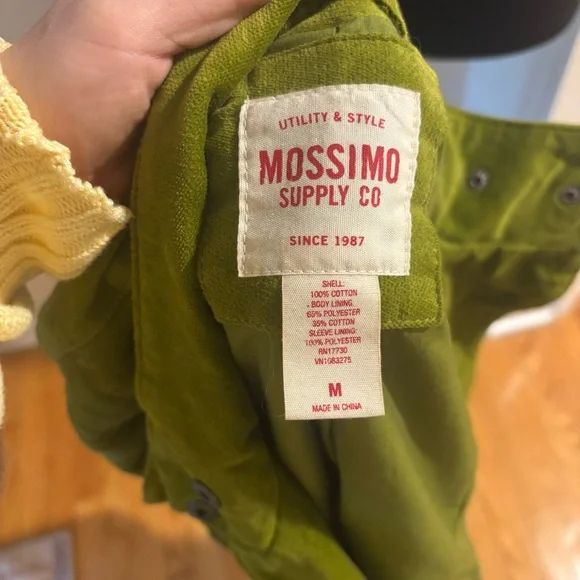 UTILITY & STYLE
MOSSIMO
SUPPLY CO
SINCE 1987
SHELL:
100% COTTON
BODY LINING:
65% POLYESTER
35% COTTON
SLEEVE LINING:
100% POLYESTER
RN17730
VN1083275
M
MADE IN CHINA